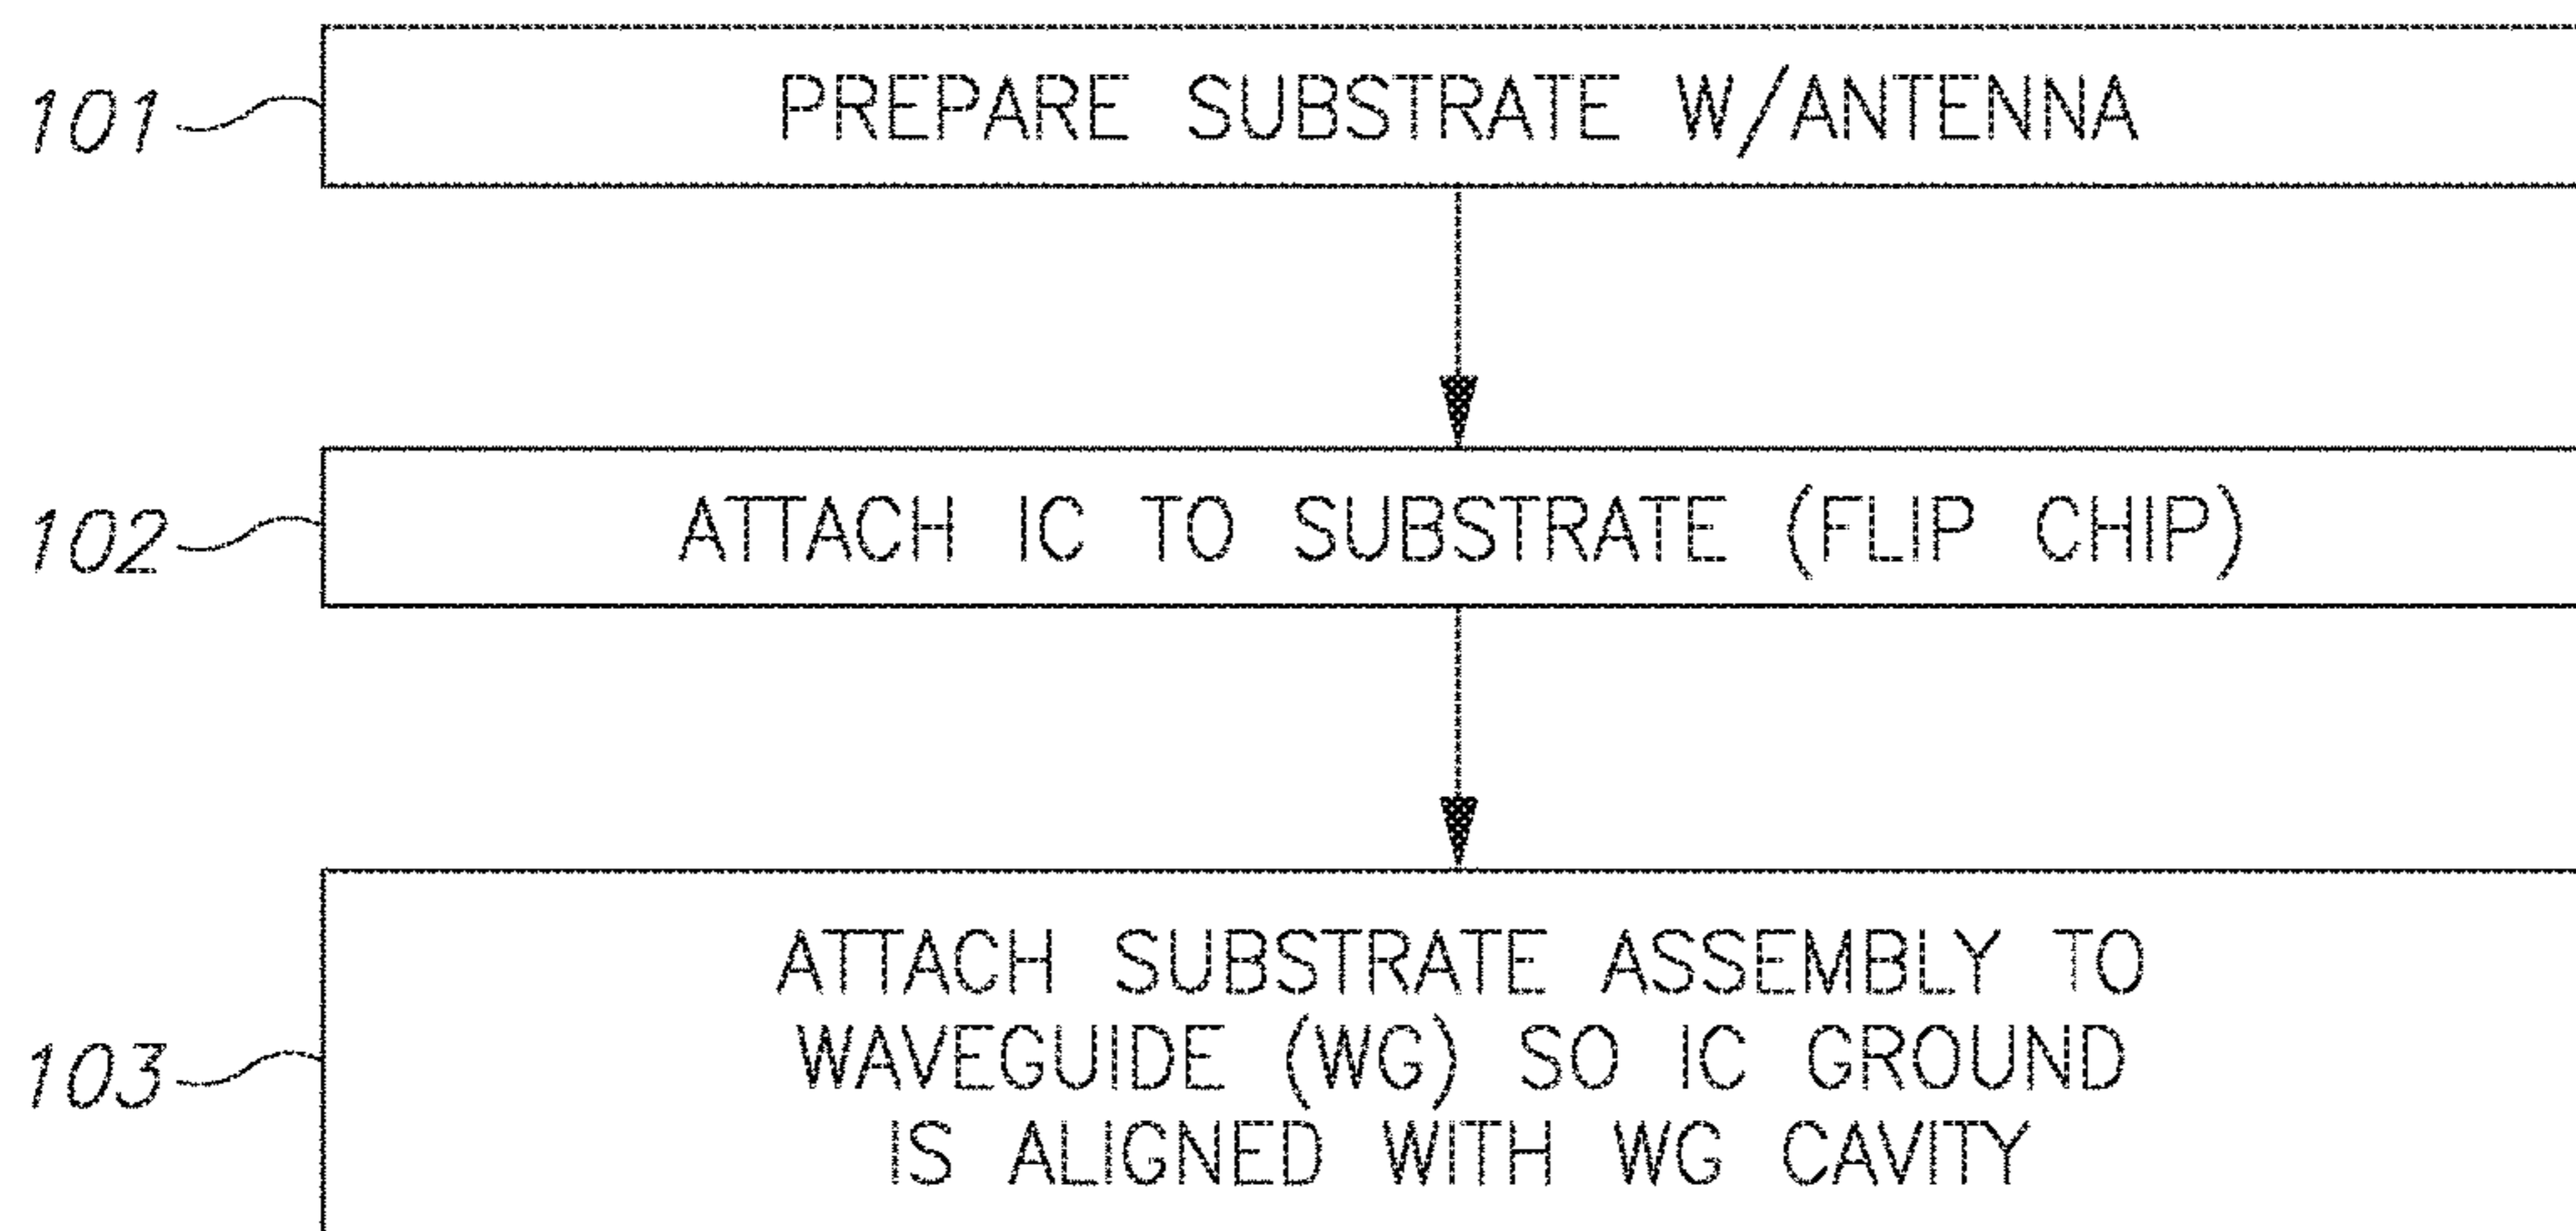 101 PREPARE SUBSTRATE W/ANTENNA
102 ATTACH IC TO SUBSTRATE (FLIP CHIP)
ATTACH SUBSTRATE ASSEMBLY TO
103 WAVEGUIDE (WG) SO IC GROUND
IS ALIGNED WITH WG CAVITY